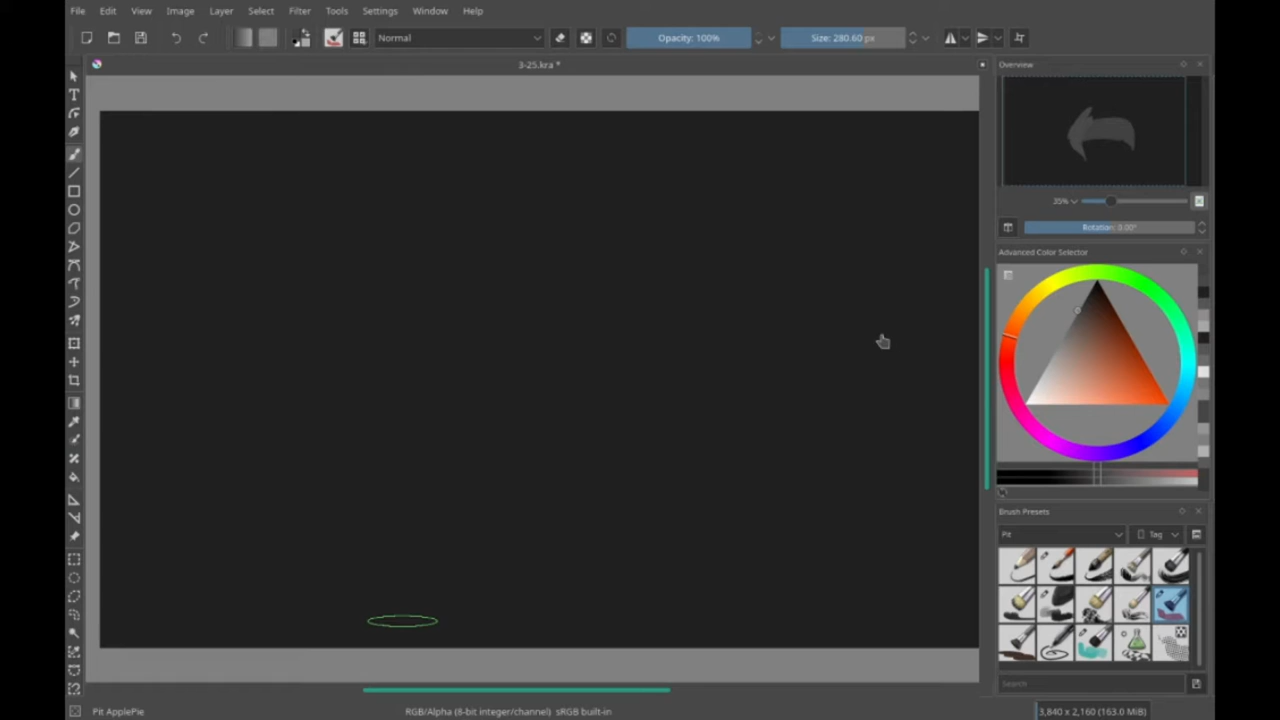 File Edit View Image Layer Select Filter Tools Settings Window Help
Normal Opacity: 100% Size: 280.60 px
3-25.kra *
Overview
35%
Rotation: 0.00°
Advanced Color Selector
Brush Presets
Pit Tag
Search
Pit ApplePie RGB/Alpha (8-bit integer/channel) sRGB built-in 3,840 x 2,160 (163.0 MiB)